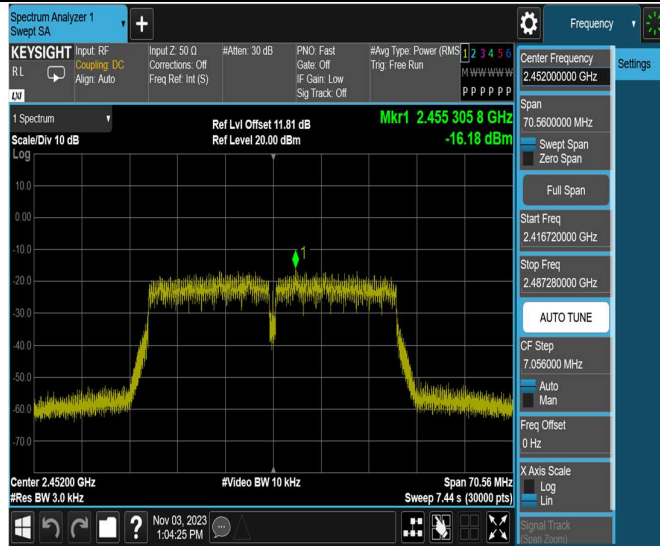 Spectrum Analyzer 1
Swept SA
+
Frequency
KEYSIGHT
R L
LXI
Input: RF
Coupling: DC
Align: Auto
Input Z: 50 Ω
Corrections: Off
Freq Ref: Int (S)
#Atten: 30 dB
PNO: Fast
Gate: Off
IF Gain: Low
Sig Track: Off
#Avg Type: Power (RMS
Trig: Free Run
1 2 3 4 5 6
M W W W W W
P P P P P P
1 Spectrum
Scale/Div 10 dB
Log
Ref Lvl Offset 11.81 dB
Ref Level 20.00 dBm
Mkr1 2.455 305 8 GHz
-16.18 dBm
10.0
0.00
-10.0
-20.0
-30.0
-40.0
-50.0
-60.0
-70.0
1
Center 2.45200 GHz
#Res BW 3.0 kHz
#Video BW 10 kHz
Span 70.56 MHz
Sweep 7.44 s (30000 pts)
Nov 03, 2023
1:04:25 PM
?
Center Frequency
2.452000000 GHz
Settings
Span
70.5600000 MHz
Swept Span
Zero Span
Full Span
Start Freq
2.416720000 GHz
Stop Freq
2.487280000 GHz
AUTO TUNE
CF Step
7.056000 MHz
Auto
Man
Freq Offset
0 Hz
X Axis Scale
Log
Lin
Signal Track
(Span Zoom)